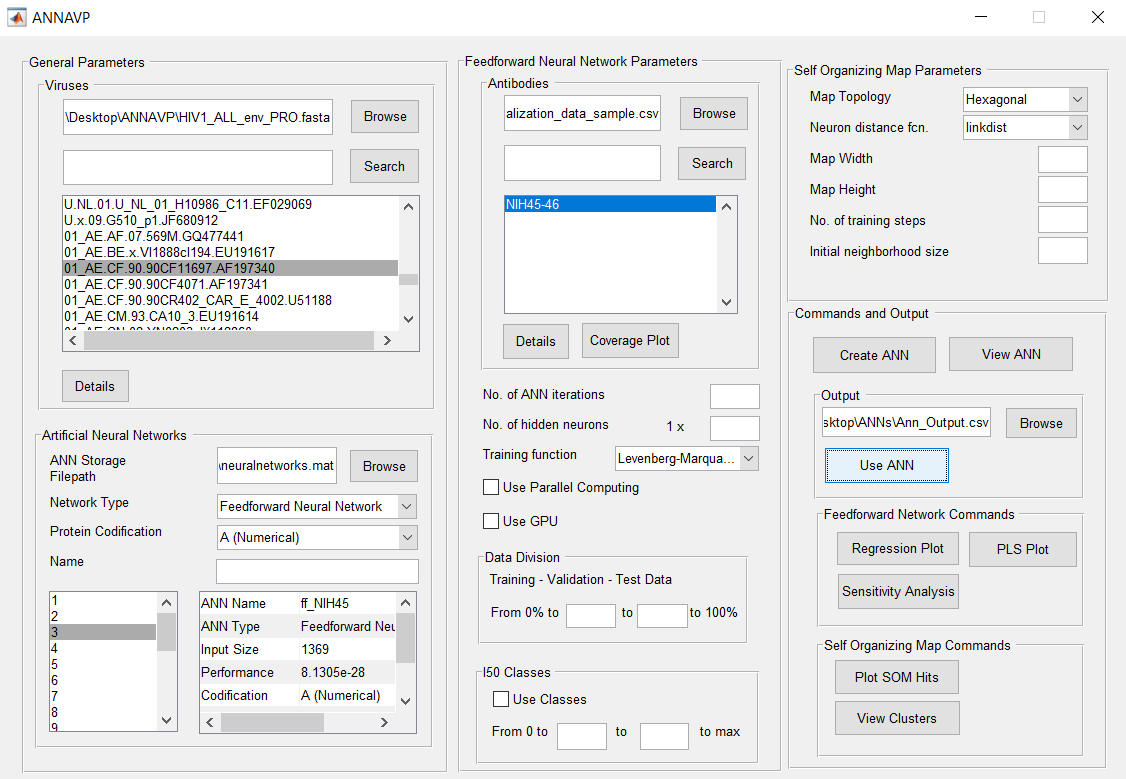 ANNAVP
General Parameters
Viruses
\Desktop\ANNAVP\HIV1_ALL_env_PRO.fasta
Browse
Search
U.NL.01.U_NL_01_H10986_C11.EF029069
U.x.09.G510_p1.JF680912
01_AE.AF.07.569M.GQ477441
01_AE.BE.x.VI1888cl194.EU191617
01_AE.CF.90.90CF11697.AF197340
01_AE.CF.90.90CF4071.AF197341
01_AE.CF.90.90CR402_CAR_E_4002.U51188
01_AE.CM.93.CA10_3.EU191614
Details
Artificial Neural Networks
ANN Storage
Filepath
\neuralnetworks.mat
Browse
Network Type
Feedforward Neural Network
Protein Codification
A (Numerical)
Name
1
2
3
4
5
6
7
8
9
ANN Name ff_NIH45
ANN Type Feedforward Neu
Input Size 1369
Performance 8.1305e-28
Codification A (Numerical)
Feedforward Neural Network Parameters
Antibodies
alization_data_sample.csv
Browse
Search
NIH45-46
Details
Coverage Plot
No. of ANN iterations
No. of hidden neurons 1 x
Training function
Levenberg-Marqua...
Use Parallel Computing
Use GPU
Data Division
Training - Validation - Test Data
From 0% to to to 100%
I50 Classes
Use Classes
From 0 to to to max
Self Organizing Map Parameters
Map Topology
Hexagonal
Neuron distance fcn.
linkdist
Map Width
Map Height
No. of training steps
Initial neighborhood size
Commands and Output
Create ANN
View ANN
Output
sktop\ANNs\Ann_Output.csv
Browse
Use ANN
Feedforward Network Commands
Regression Plot
PLS Plot
Sensitivity Analysis
Self Organizing Map Commands
Plot SOM Hits
View Clusters